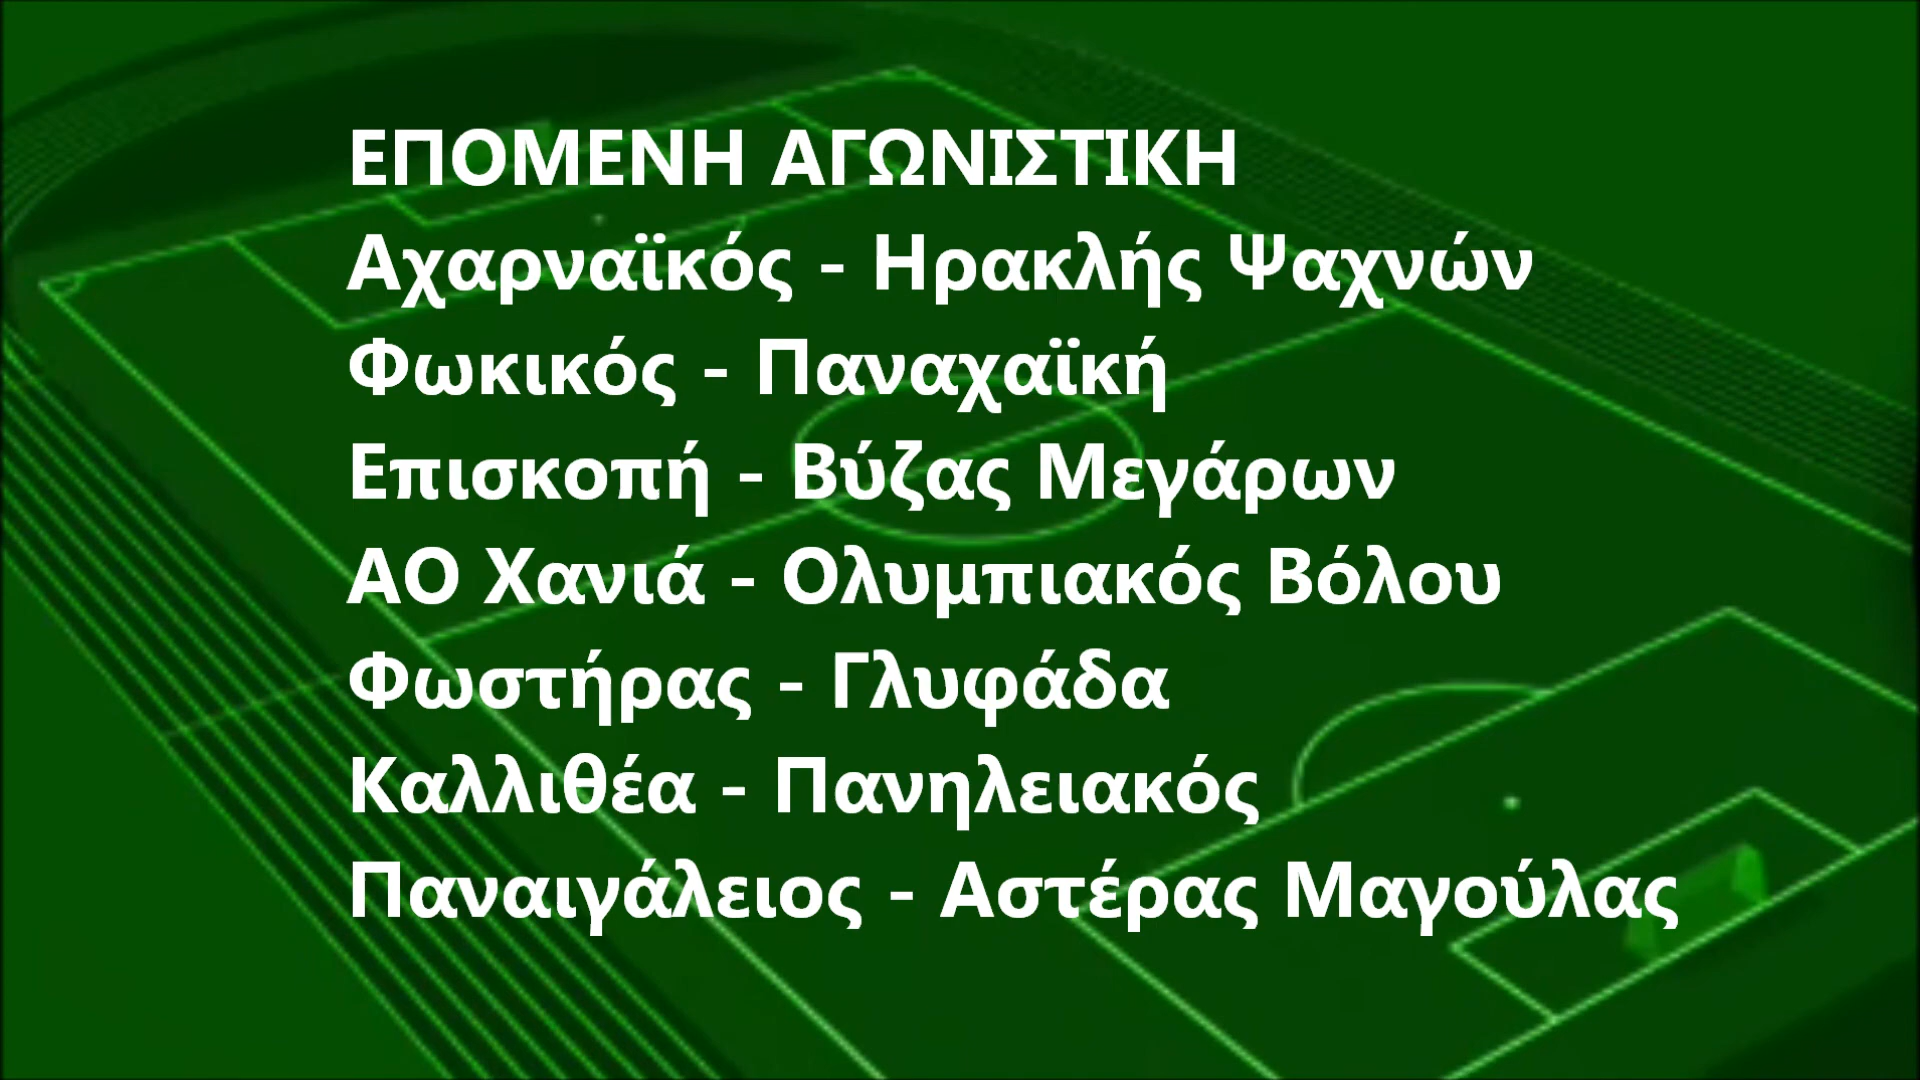 ΕΠΟΜΕΝΗ ΑΓΩΝΙΣΤΙΚΗ
Αχαρναϊκός - Ηρακλής Ψαχνών
Φωκικός - Παναχαϊκή
Επισκοπή - Βύζας Μεγάρων
ΑΟ Χανιά - Ολυμπιακός Βόλου
Φωστήρας - Γλυφάδα
Καλλιθέα - Πανηλειακός
Παναιγάλειος - Αστέρας Μαγούλας